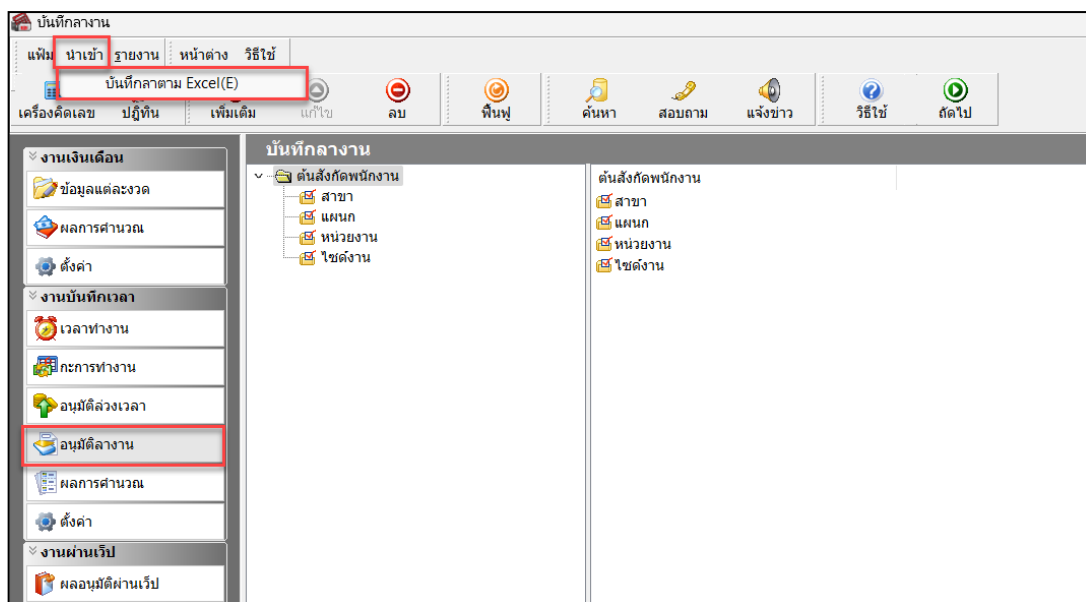 บันทึกลางาน
แฟ้ม นำเข้า รายงาน หน้าต่าง วิธีใช้
บันทึกลาตาม Excel(E)
เครื่องคิดเลข ปฏิทิน เพิ่มเติม แก้ไข ลบ ฟื้นฟู ค้นหา สอบถาม แจ้งข่าว วิธีใช้ ถัดไป
งานเงินเดือน
ข้อมูลแต่ละงวด
ผลการคำนวณ
ตั้งค่า
งานบันทึกเวลา
เวลาทำงาน
กะการทำงาน
อนุมัติล่วงเวลา
อนุมัติลางาน
ผลการคำนวณ
ตั้งค่า
งานผ่านเว็ป
ผลอนุมัติผ่านเว็ป
บันทึกลางาน
ต้นสังกัดพนักงาน
สาขา
แผนก
หน่วยงาน
ไซด์งาน
ต้นสังกัดพนักงาน
สาขา
แผนก
หน่วยงาน
ไซด์งาน